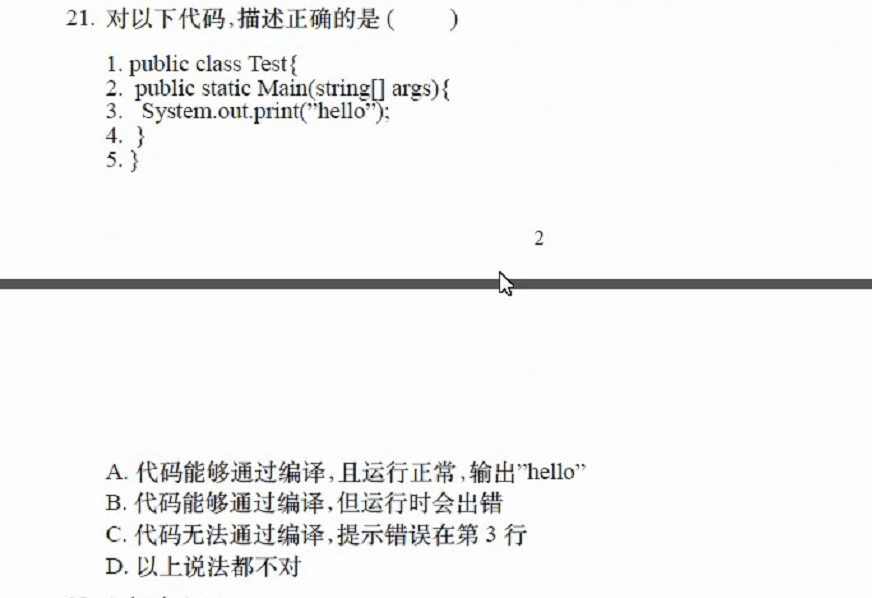 21. 对以下代码,描述正确的是(  )
1. public class Test{
2. public static Main(string[] args){
3. System.out.print(”hello”);
4. }
5. }
2
A. 代码能够通过编译,且运行正常,输出”hello”
B. 代码能够通过编译,但运行时会出错
C. 代码无法通过编译,提示错误在第 3 行
D. 以上说法都不对